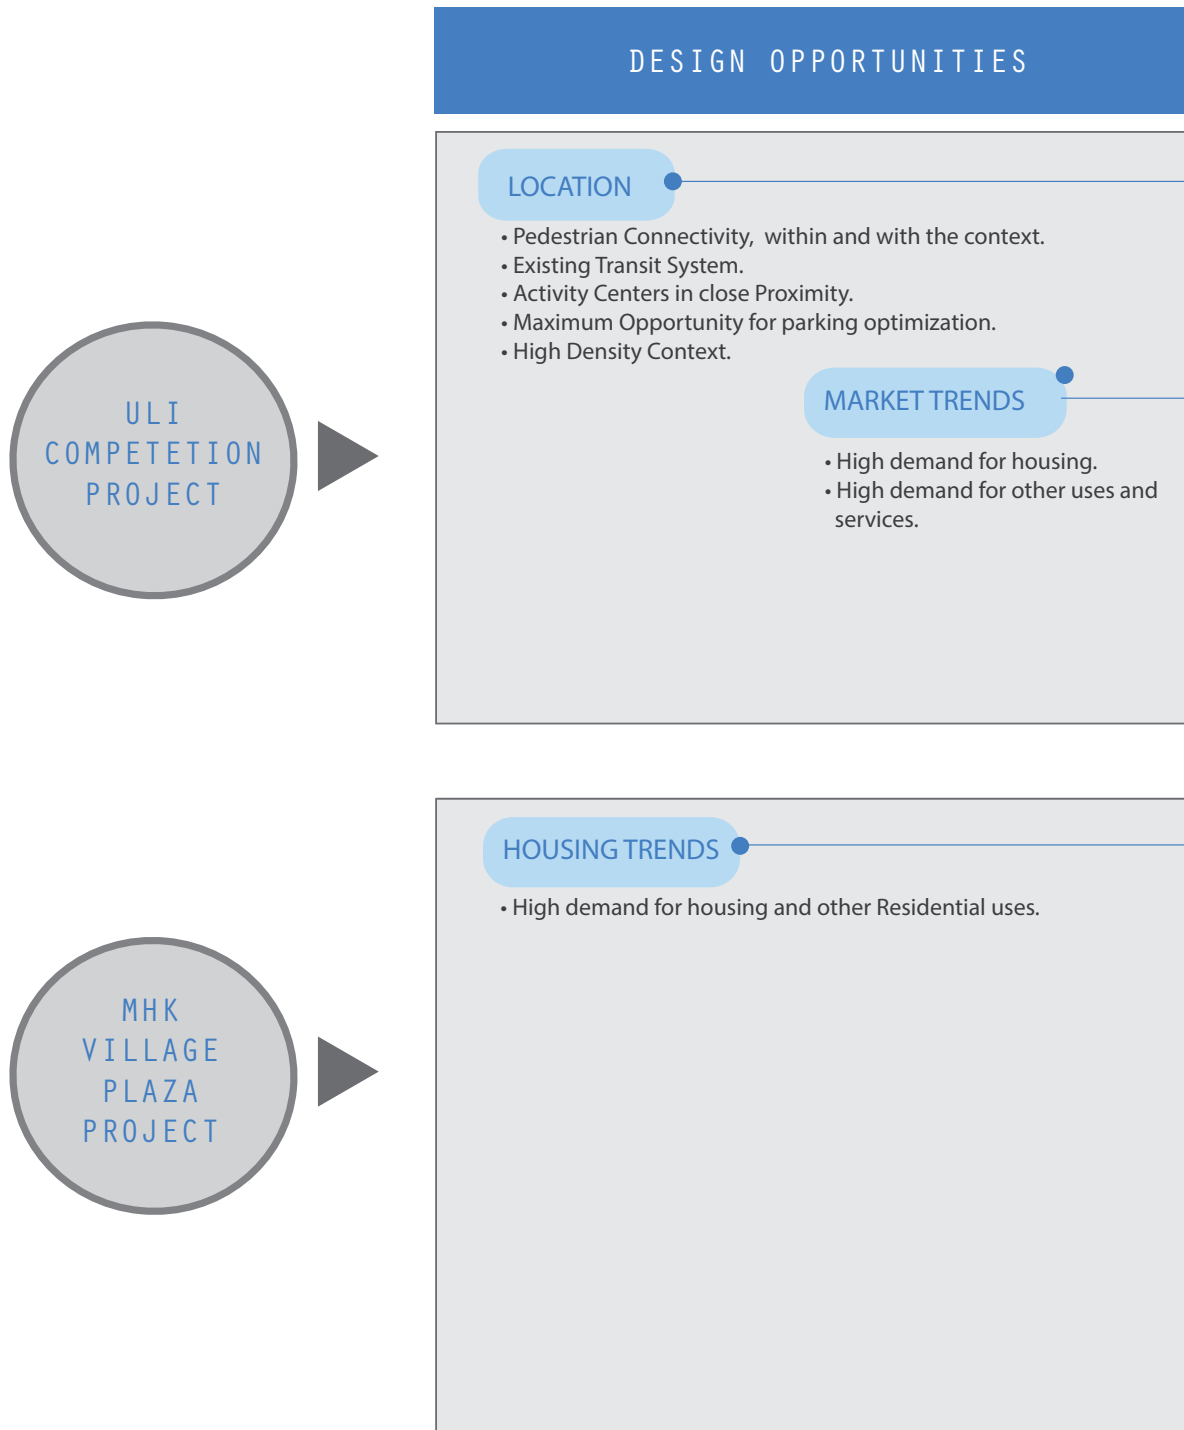 DESIGN OPPORTUNITIES
LOCATION
• Pedestrian Connectivity, within and with the context.
• Existing Transit System.
• Activity Centers in close Proximity.
• Maximum Opportunity for parking optimization.
• High Density Context.
MARKET TRENDS
• High demand for housing.
• High demand for other uses and
services.
ULI
COMPETETION
PROJECT
HOUSING TRENDS
• High demand for housing and other Residential uses.
MHK
VILLAGE
PLAZA
PROJECT